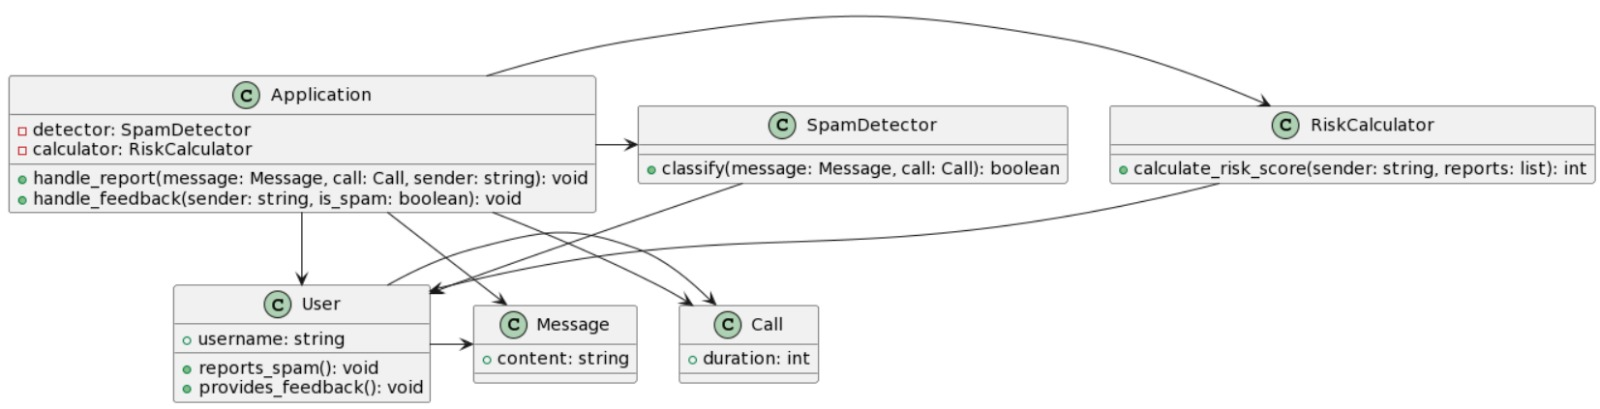 C Application
detector: SpamDetector
calculator: RiskCalculator
handle_report(message: Message, call: Call, sender: string): void
handle_feedback(sender: string, is_spam: boolean): void
C SpamDetector
classify(message: Message, call: Call): boolean
C RiskCalculator
calculate_risk_score(sender: string, reports: list): int
C User
username: string
reports_spam(): void
provides_feedback(): void
C Message
content: string
C Call
duration: int